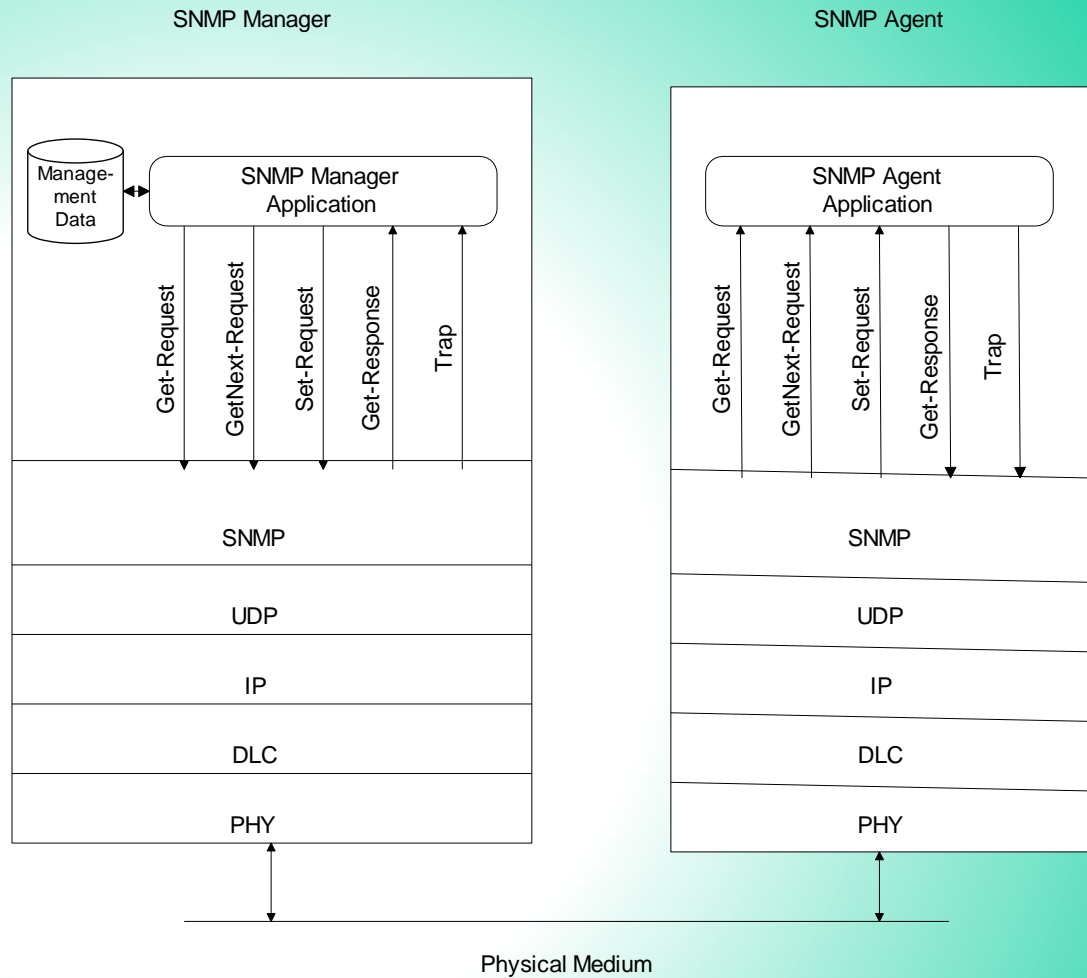 SNMP Manager
SNMP Agent
Manage-
ment
Data
SNMP Manager
Application
Get-Request
GetNext-Request
Set-Request
Get-Response
Trap
SNMP
UDP
IP
DLC
PHY
SNMP Agent
Application
Get-Request
GetNext-Request
Set-Request
Get-Response
Trap
SNMP
UDP
IP
DLC
PHY
Physical Medium